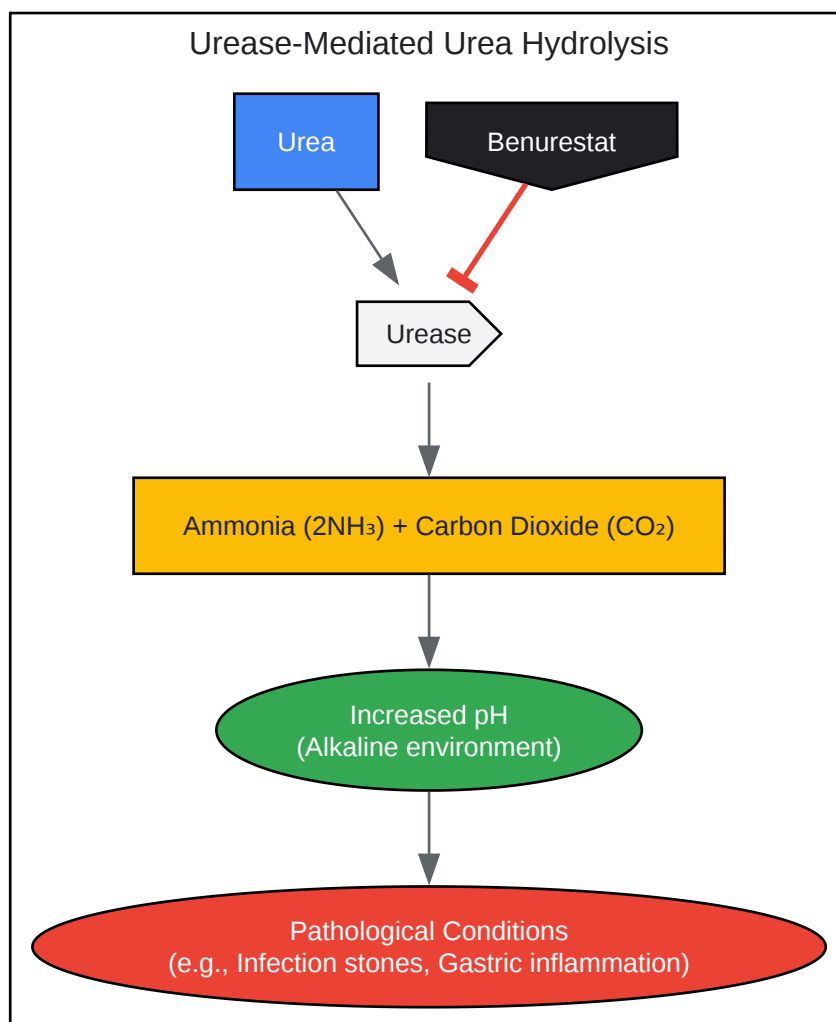 Urease-Mediated Urea Hydrolysis
Urea
Benurestat
Urease
Ammonia (2NH₃) + Carbon Dioxide (CO₂)
Increased pH
(Alkaline environment)
Pathological Conditions
(e.g., Infection stones, Gastric inflammation)